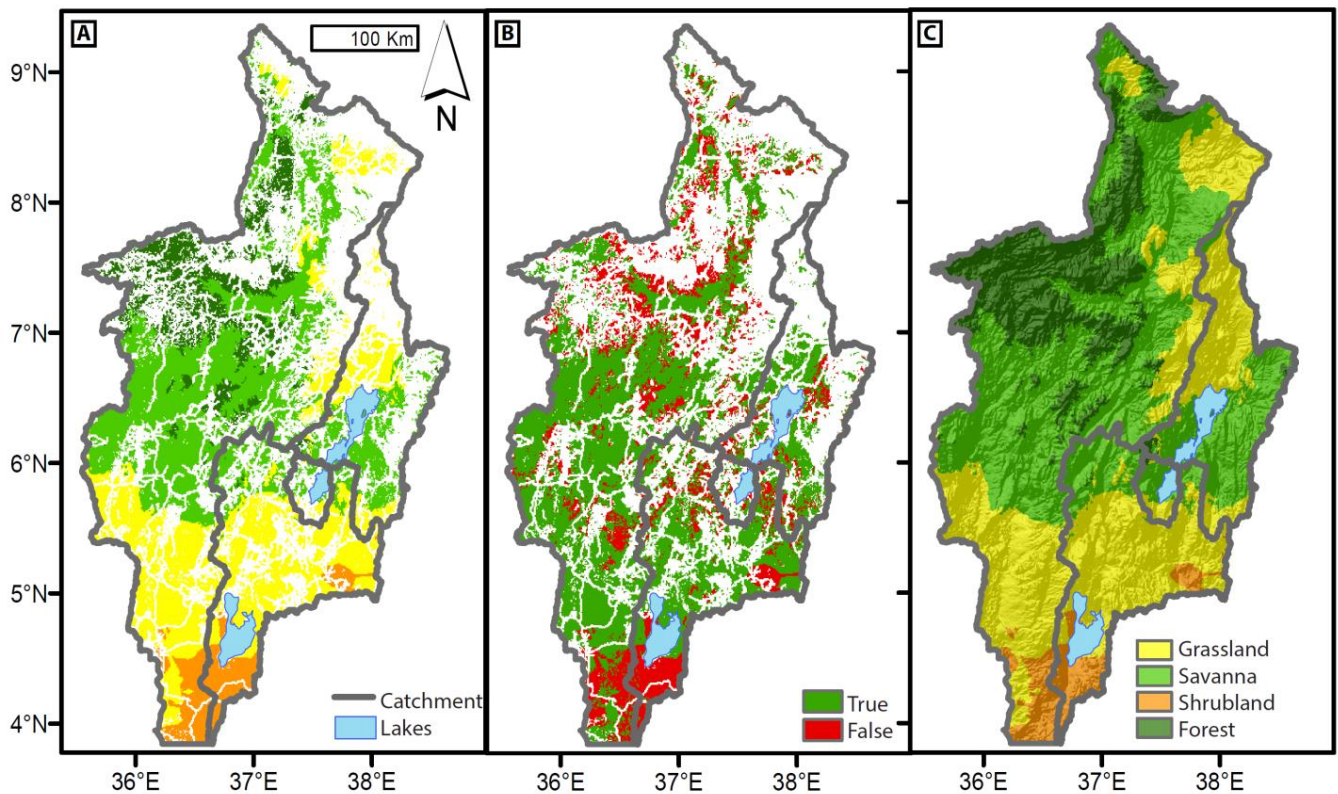 A
100 Km
N
B
C
9°N
8°N
7°N
6°N
5°N
4°N
Catchment
Lakes
True
False
Grassland
Savanna
Shrubland
Forest
36°E 37°E 38°E 36°E 37°E 38°E 36°E 37°E 38°E